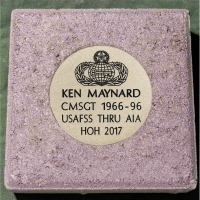 KEN MAYNARD
CMSGT 1966-96
USAFSS THRU AIA
HOH 2017